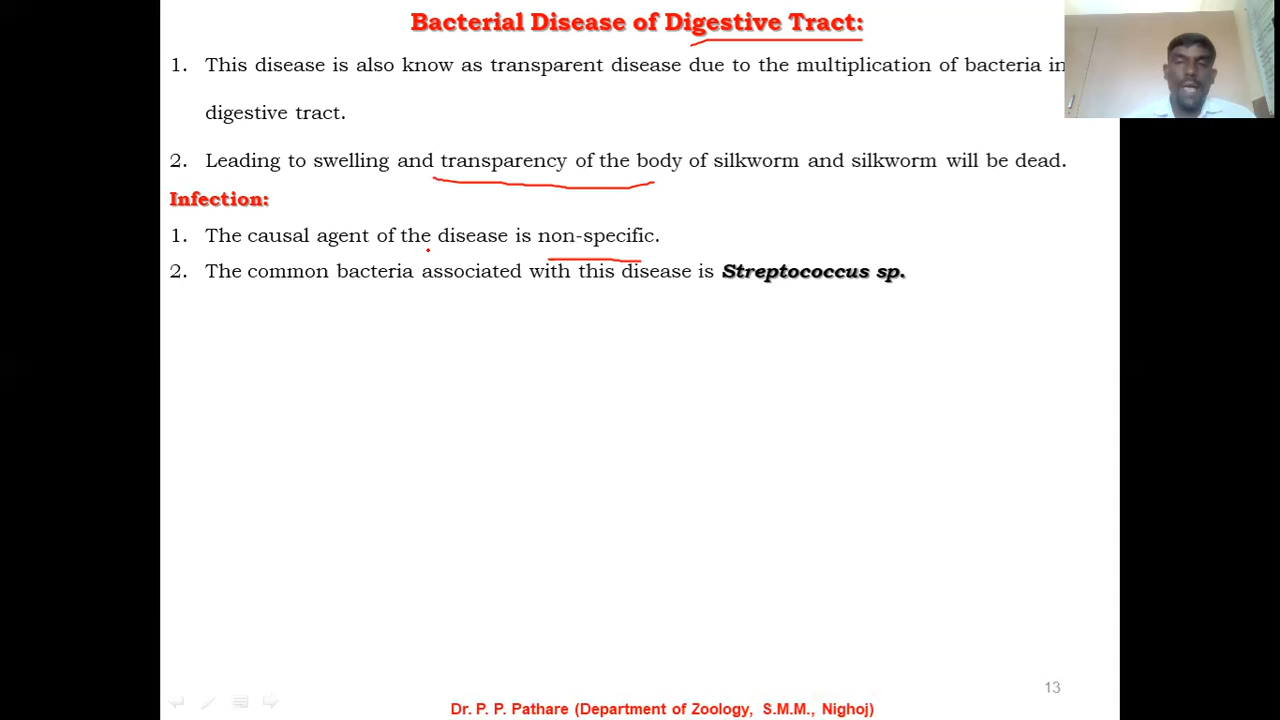 Bacterial Disease of Digestive Tract:
1. This disease is also know as transparent disease due to the multiplication of bacteria in
digestive tract.
2. Leading to swelling and transparency of the body of silkworm and silkworm will be dead.
Infection:
1. The causal agent of the disease is non-specific.
2. The common bacteria associated with this disease is Streptococcus sp.
13
Dr. P. P. Pathare (Department of Zoology, S.M.M., Nighoj)